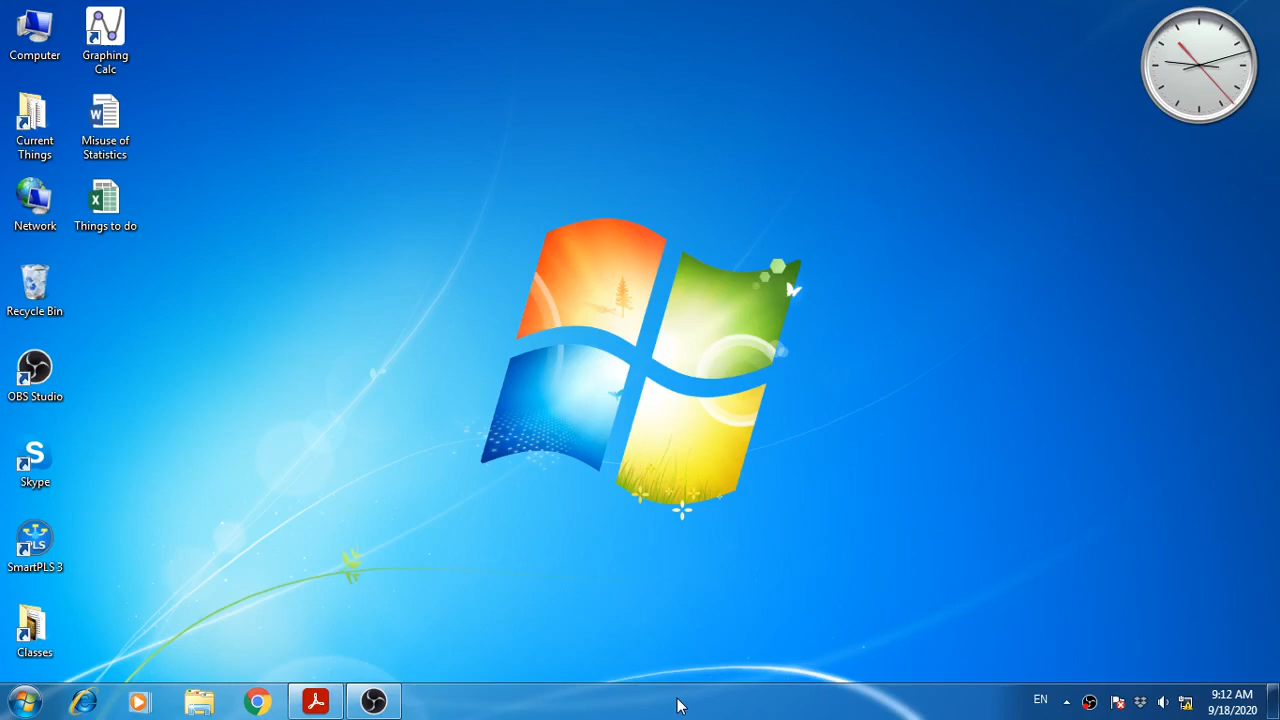 Computer
Graphing
Calc
Current
Things
Misuse of
Statistics
Network
Things to do
Recycle Bin
OBS Studio
S
Skype
PLS
SmartPLS 3
Classes
EN
9:12 AM
9/18/2020